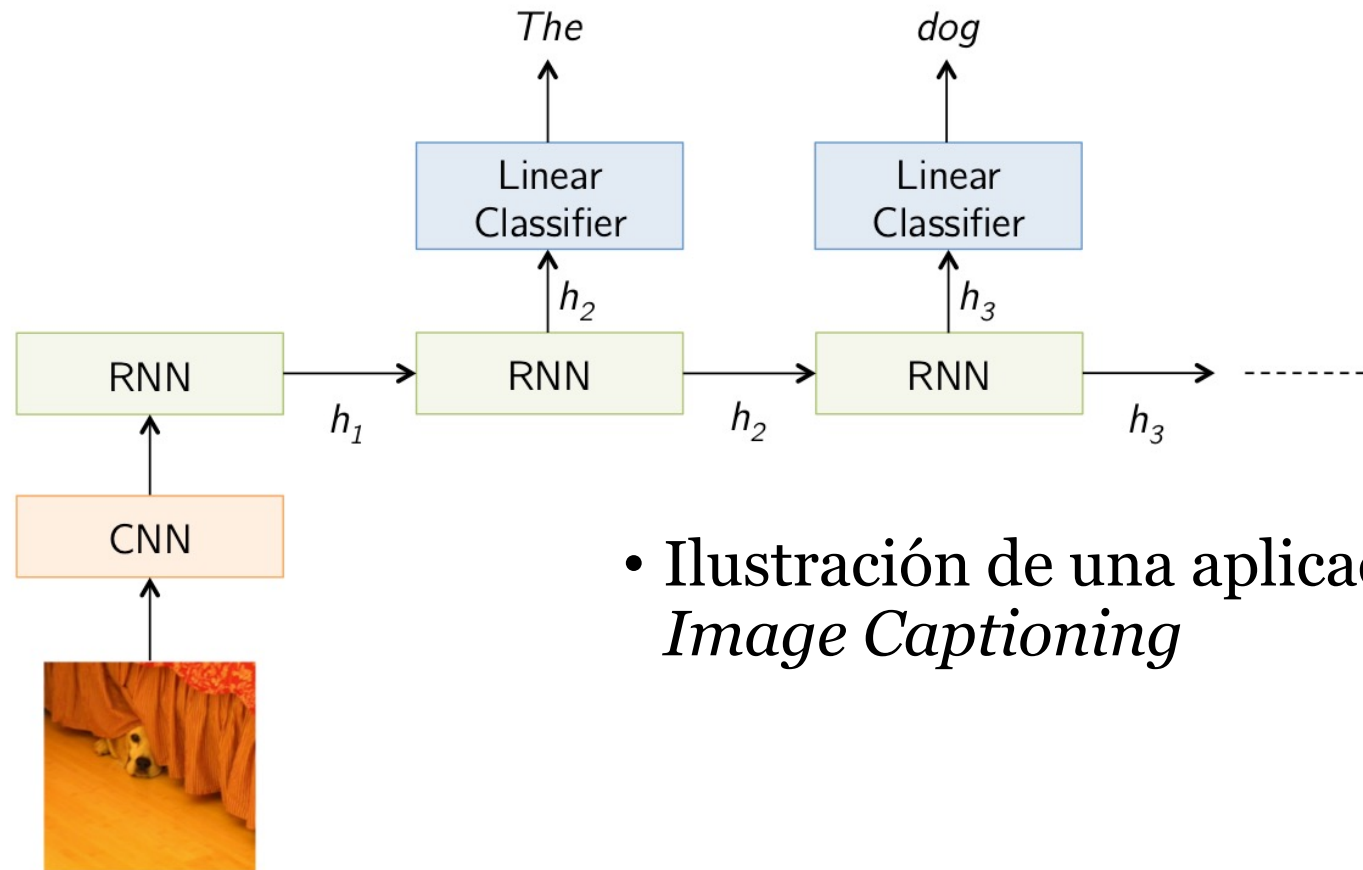 The
dog
Linear
Classifier
Linear
Classifier
h2
h3
RNN
RNN
RNN
h1
h2
h3
CNN
• Ilustración de una
Image Captioning